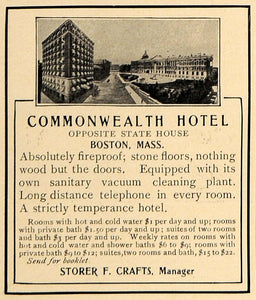 COMMONWEALTH HOTEL
OPPOSITE STATE HOUSE
BOSTON, MASS.
Absolutely fireproof; stone floors, nothing
wood but the doors. Equipped with its
own sanitary vacuum cleaning plant.
Long distance telephone in every room.
A strictly temperance hotel.
Rooms with hot and cold water $1 per day and up; rooms
with private bath $1.50 per day and up; suites of two rooms
and bath $3 per day and up. Weekly rates on rooms with
hot and cold water and shower baths $6 to $9; rooms with
private baths $9 to $12; suites, two rooms and bath, $15 to $22.
Send for booklet.
STORER F. CRAFTS, Manager